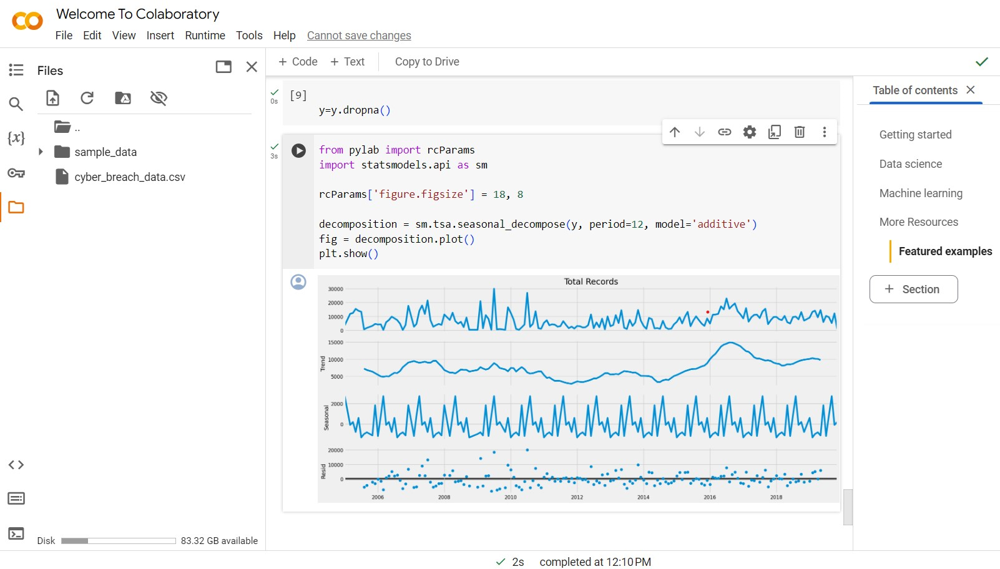 Welcome To Colaboratory
File Edit View Insert Runtime Tools Help Cannot save changes
Files
+ Code + Text Copy to Drive
..
sample_data
cyber_breach_data.csv
{x}
Disk 83.32 GB available
0s
[9]
y=y.dropna()
3s
from pylab import rcParams
import statsmodels.api as sm
rcParams['figure.figsize'] = 18, 8
decomposition = sm.tsa.seasonal_decompose(y, period=12, model='additive')
fig = decomposition.plot()
plt.show()
Total Records
30000
20000
10000
0
15000
10000
5000
Trend
2000
0
Seasonal
20000
10000
0
Resid
2006 2008 2010 2012 2014 2016 2018
Table of contents
Getting started
Data science
Machine learning
More Resources
Featured examples
+ Section
2s completed at 12:10 PM